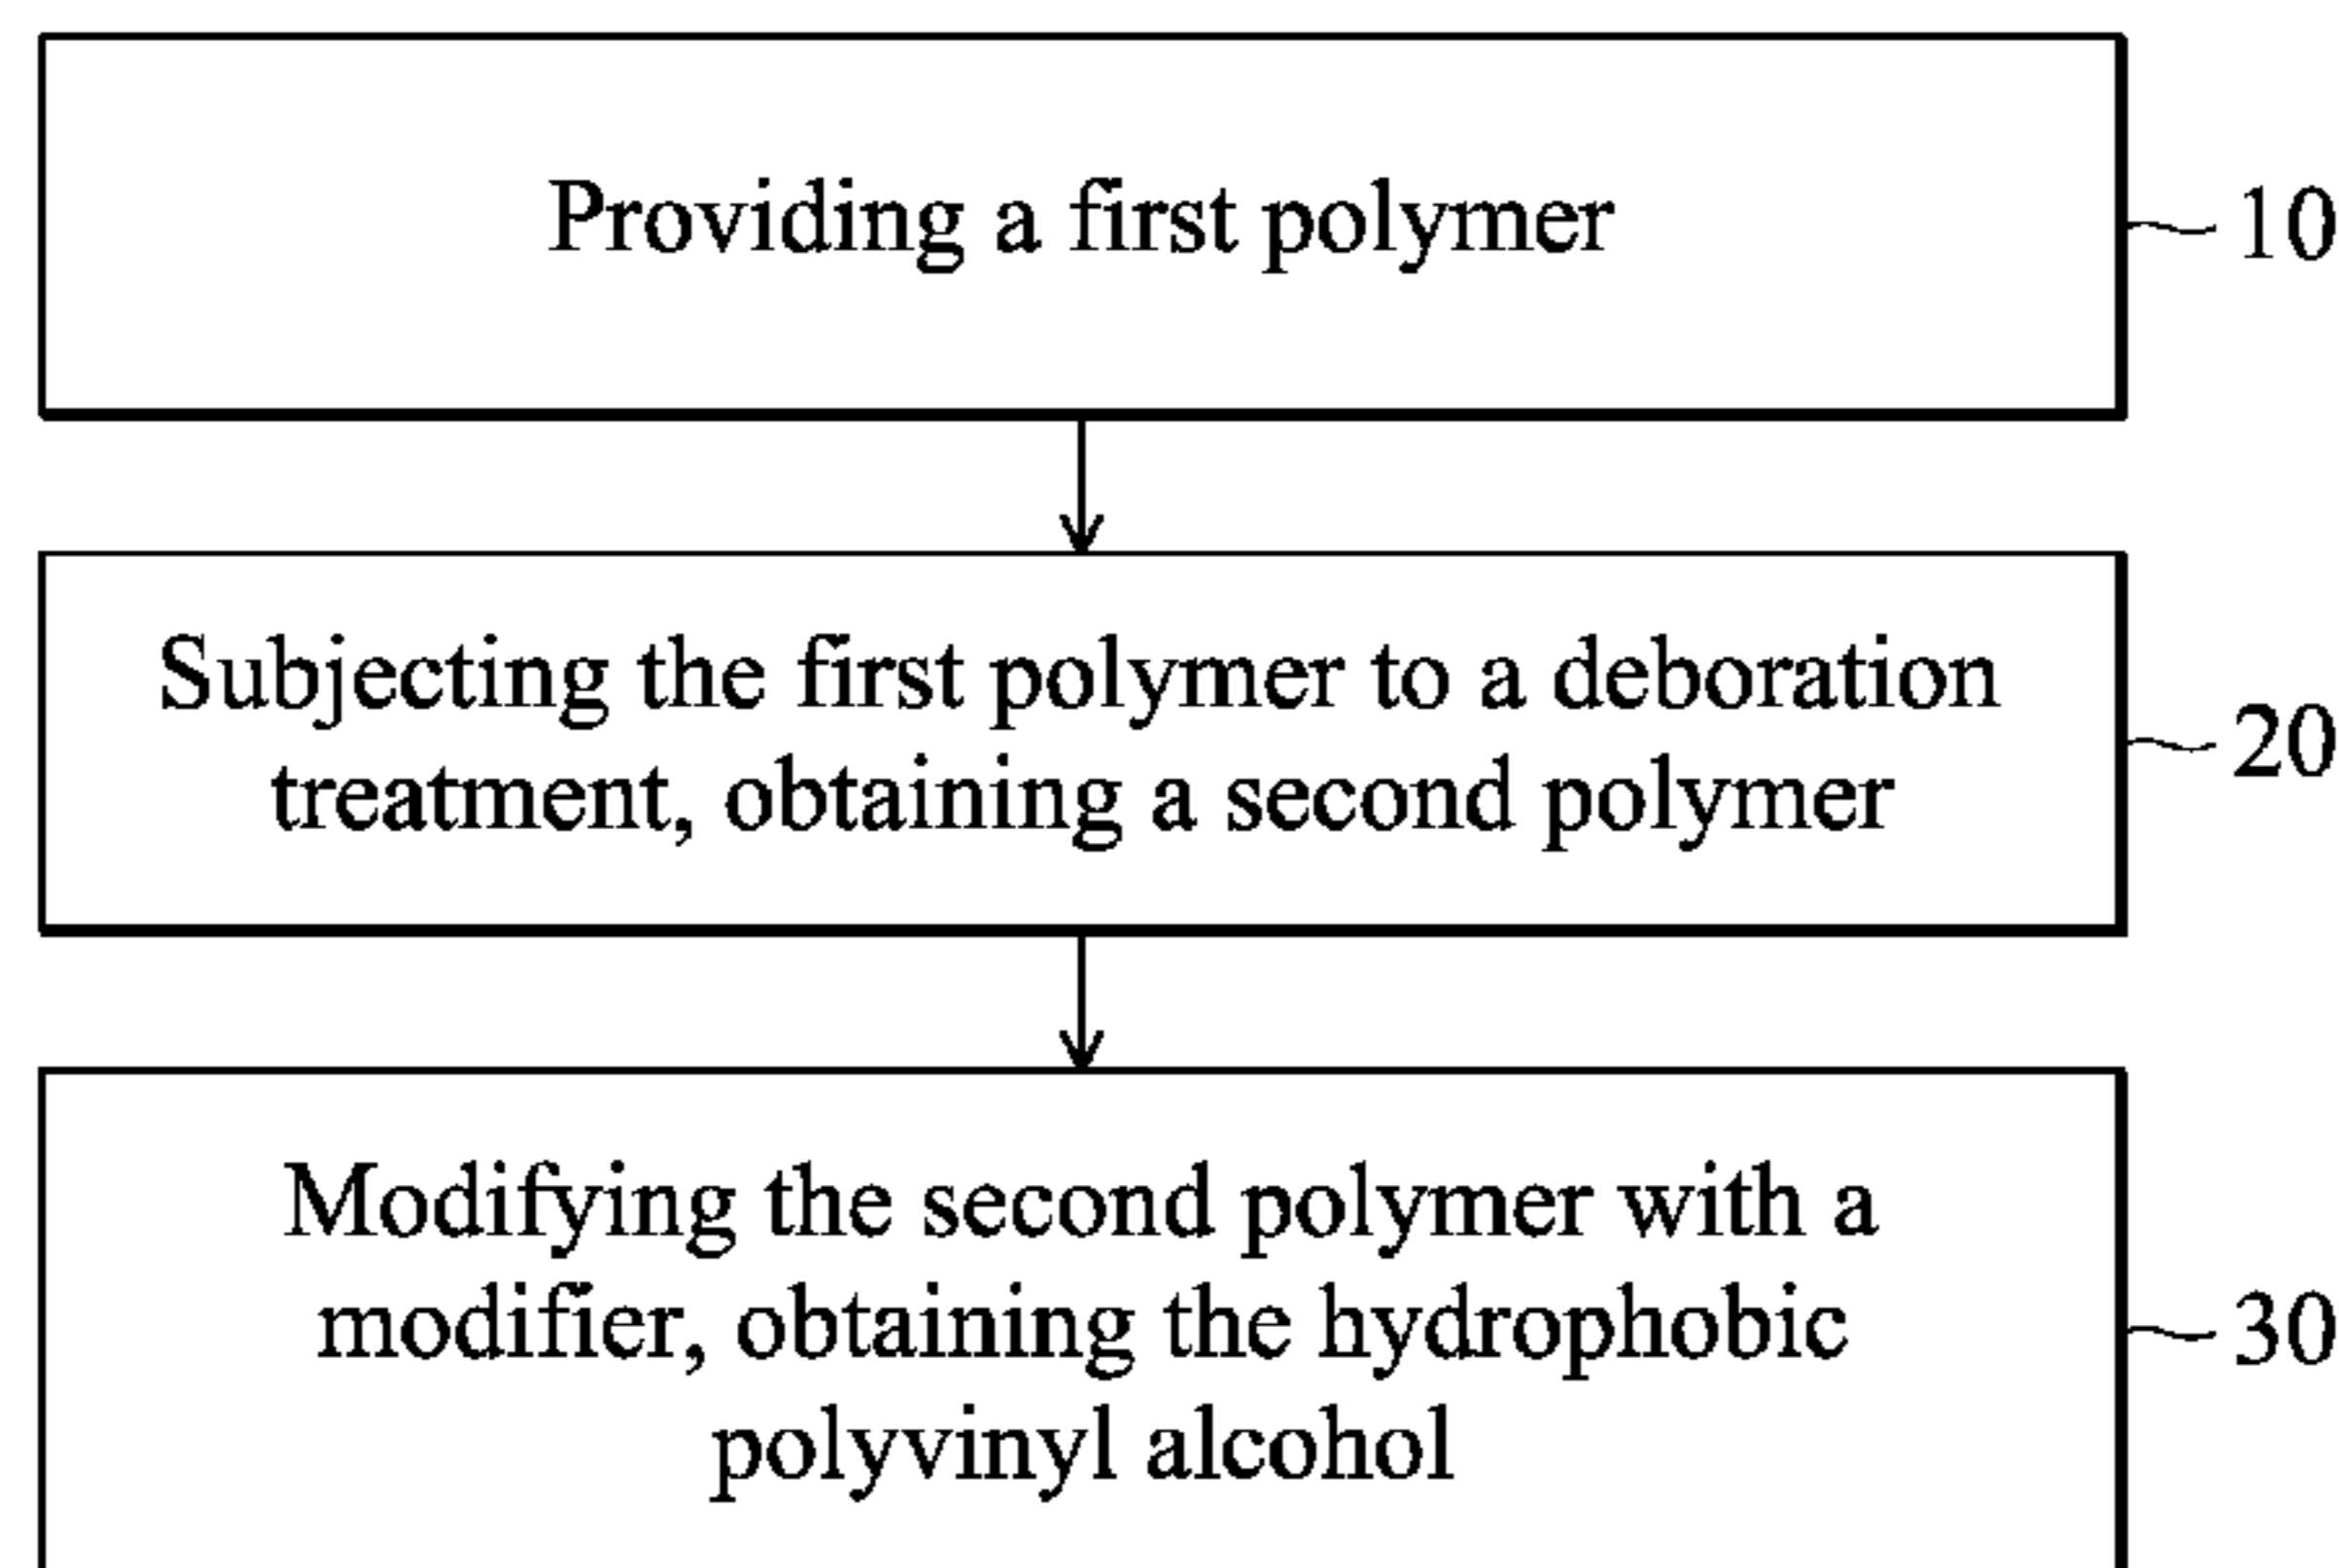 Providing a first polymer
10
Subjecting the first polymer to a deboration
treatment, obtaining a second polymer
20
Modifying the second polymer with a
modifier, obtaining the hydrophobic
polyvinyl alcohol
30